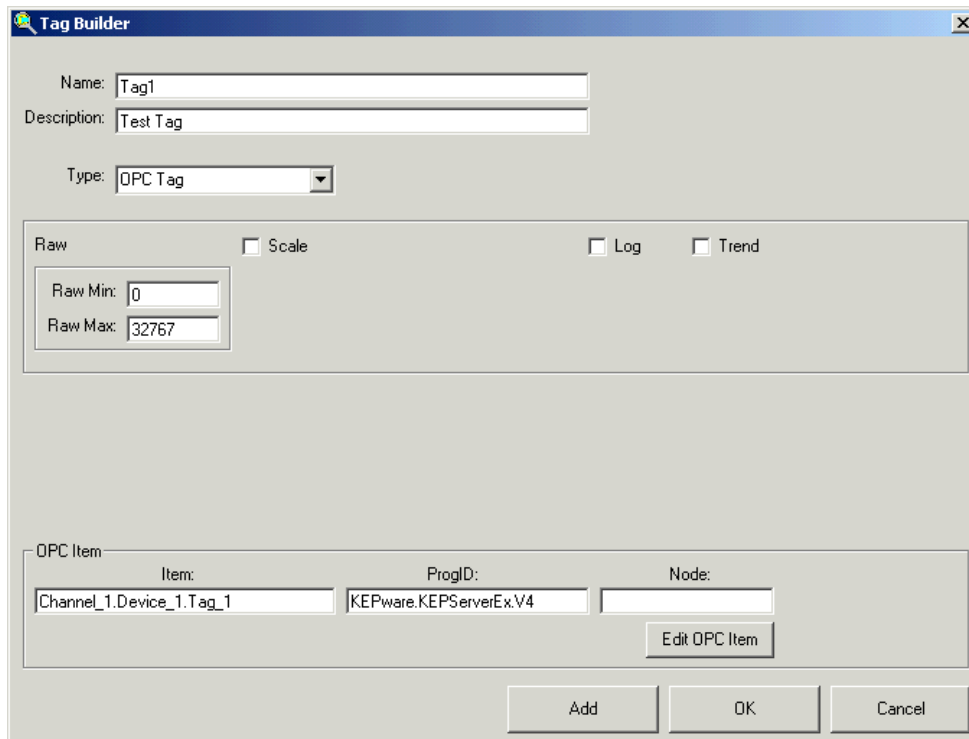 Tag Builder
Name: Tag1
Description: Test Tag
Type: OPC Tag
Raw Scale Log Trend
Raw Min: 0
Raw Max: 32767
OPC Item
Item: ProgID: Node:
Channel_1.Device_1.Tag_1 KEPware.KEPServerEx.V4
Edit OPC Item
Add OK Cancel